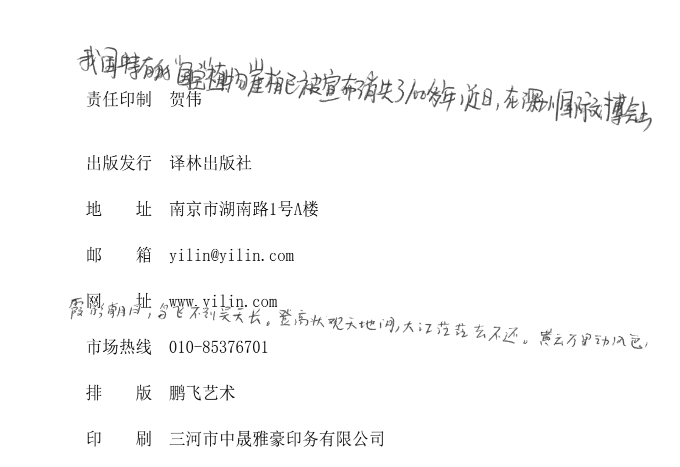 我国特有的“国宝植物”崖柏已被宣布消失了100多年,近日,在深圳国际文博会上
责任印制 贺伟
出版发行 译林出版社
地 址 南京市湖南路1号A楼
邮 箱 yilin@yilin.com
网 址 www.yilin.com
霞影朝日,鸟飞不到吴天长。登高壮观天地间,大江茫茫去不还。黄云万里动风色,
市场热线 010-85376701
排 版 鹏飞艺术
印 刷 三河市中晟雅豪印务有限公司